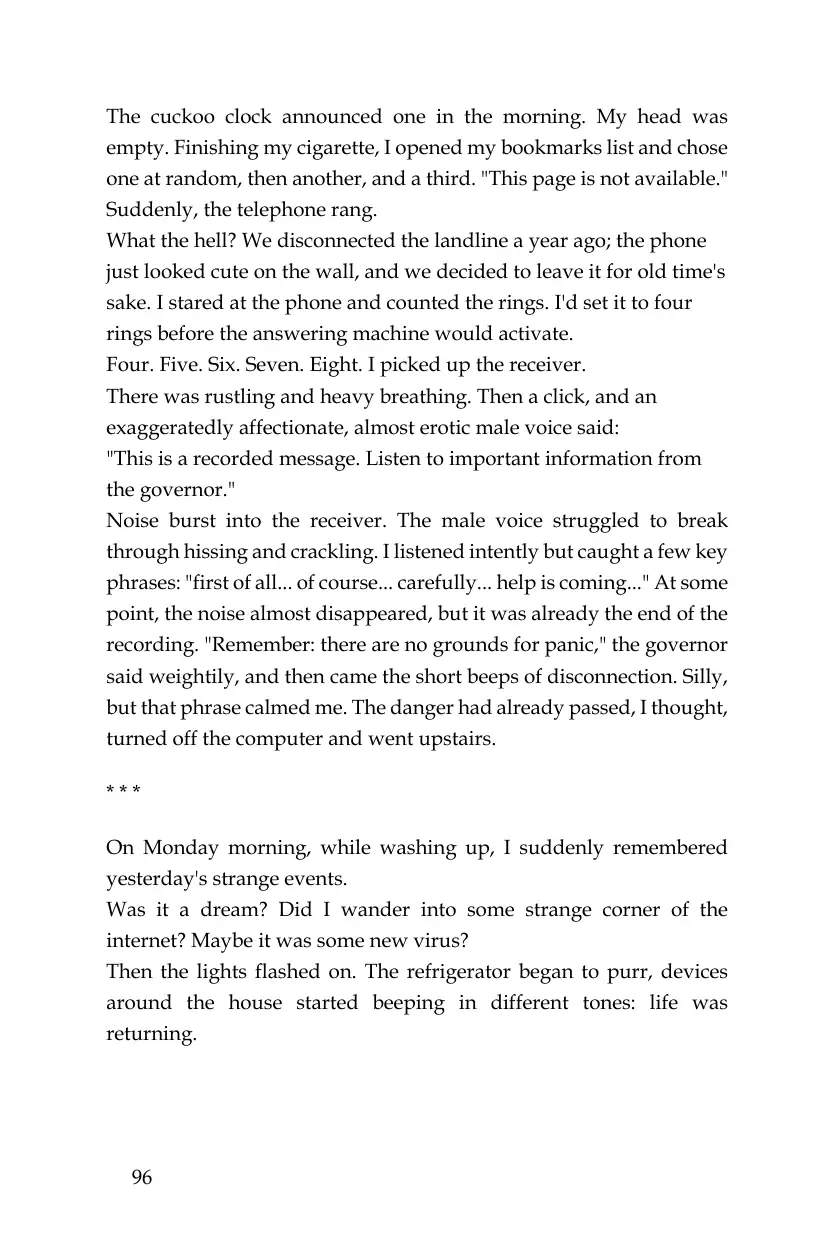 The cuckoo clock announced one in the morning. My head was
empty. Finishing my cigarette, I opened my bookmarks list and chose
one at random, then another, and a third. "This page is not available."
Suddenly, the telephone rang.
What the hell? We disconnected the landline a year ago; the phone
just looked cute on the wall, and we decided to leave it for old time's
sake. I stared at the phone and counted the rings. I'd set it to four
rings before the answering machine would activate.
Four. Five. Six. Seven. Eight. I picked up the receiver.
There was rustling and heavy breathing. Then a click, and an
exaggeratedly affectionate, almost erotic male voice said:
"This is a recorded message. Listen to important information from
the governor."
Noise burst into the receiver. The male voice struggled to break
through hissing and crackling. I listened intently but caught a few key
phrases: "first of all... of course... carefully... help is coming..." At some
point, the noise almost disappeared, but it was already the end of the
recording. "Remember: there are no grounds for panic," the governor
said weightily, and then came the short beeps of disconnection. Silly,
but that phrase calmed me. The danger had already passed, I thought,
turned off the computer and went upstairs.
* * *
On Monday morning, while washing up, I suddenly remembered
yesterday's strange events.
Was it a dream? Did I wander into some strange corner of the
internet? Maybe it was some new virus?
Then the lights flashed on. The refrigerator began to purr, devices
around the house started beeping in different tones: life was
returning.
96